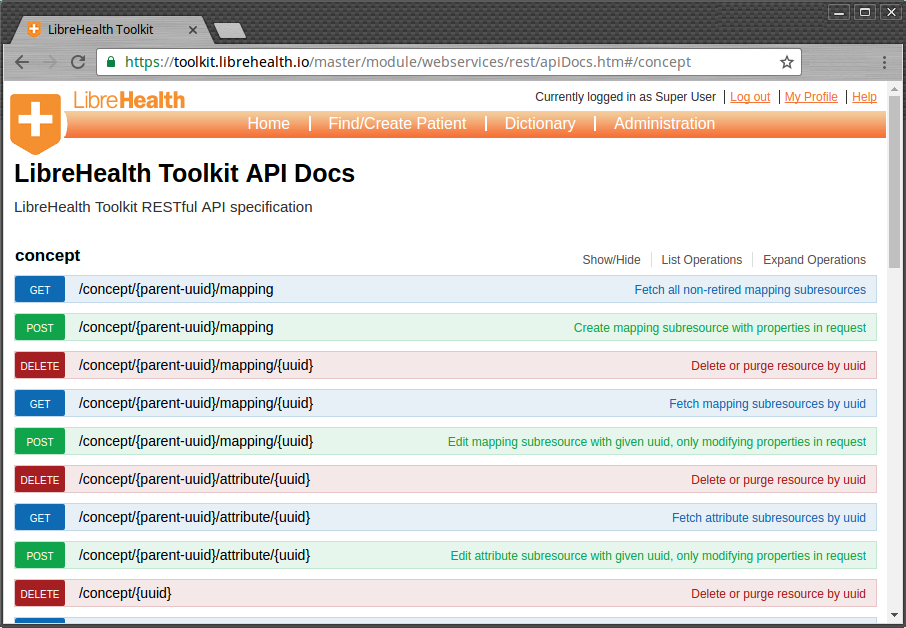 LibreHealth Toolkit
https://toolkit.librehealth.io/master/module/webservices/rest/apiDocs.htm#/concept
LibreHealth
Currently logged in as Super User | Log out | My Profile | Help
Home | Find/Create Patient | Dictionary | Administration
LibreHealth Toolkit API Docs
LibreHealth Toolkit RESTful API specification
concept Show/Hide List Operations Expand Operations
GET /concept/{parent-uuid}/mapping Fetch all non-retired mapping subresources
POST /concept/{parent-uuid}/mapping Create mapping subresource with properties in request
DELETE /concept/{parent-uuid}/mapping/{uuid} Delete or purge resource by uuid
GET /concept/{parent-uuid}/mapping/{uuid} Fetch mapping subresources by uuid
POST /concept/{parent-uuid}/mapping/{uuid} Edit mapping subresource with given uuid, only modifying properties in request
DELETE /concept/{parent-uuid}/attribute/{uuid} Delete or purge resource by uuid
GET /concept/{parent-uuid}/attribute/{uuid} Fetch attribute subresources by uuid
POST /concept/{parent-uuid}/attribute/{uuid} Edit attribute subresource with given uuid, only modifying properties in request
DELETE /concept/{uuid} Delete or purge resource by uuid